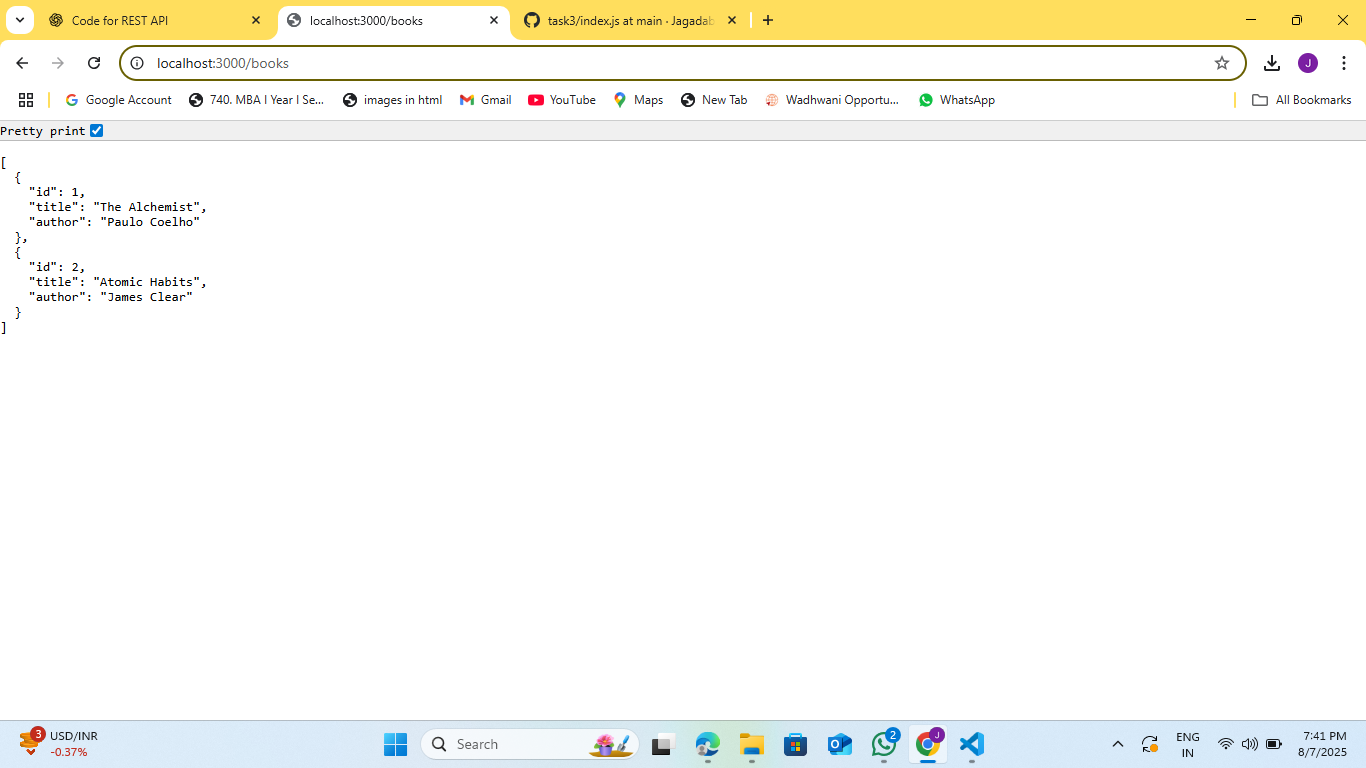 Code for REST API
localhost:3000/books
task3/index.js at main · Jagadab
localhost:3000/books
J
Google Account
740. MBA I Year I Se...
images in html
Gmail
YouTube
Maps
New Tab
Wadhwani Opportu...
WhatsApp
All Bookmarks
Pretty print
[
  {
    "id": 1,
    "title": "The Alchemist",
    "author": "Paulo Coelho"
  },
  {
    "id": 2,
    "title": "Atomic Habits",
    "author": "James Clear"
  }
]
3
USD/INR
-0.37%
Search
2
J
ENG
IN
7:41 PM
8/7/2025